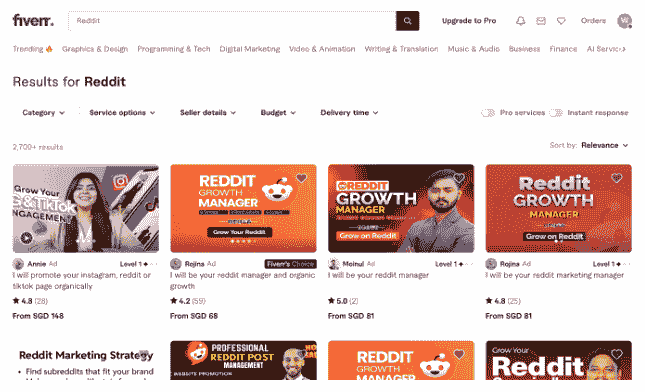 fiverr.
Reddit
Upgrade to Pro
Orders
Trending Graphics & Design Programming & Tech Digital Marketing Video & Animation Writing & Translation Music & Audio Business Finance AI Services
Results for Reddit
Category Service options Seller details Budget Delivery time
Pro services Instant response
2,700+ results
Sort by: Relevance
Grow Your
& TikTok
ENGAGEMENT
REDDIT
GROWTH
MANAGER
Grow Your Reddit
REDDIT
GROWTH
MANAGER
Grow on Reddit
Reddit
GROWTH
MANAGER
Grow on Reddit
Annie Ad Level 1
I will promote your instagram, reddit or
tiktok page organically
4.8 (28)
From SGD 148
Rojina Ad Fiverr's Choice
I will be your reddit manager and organic
growth
4.2 (59)
From SGD 68
Moinul Ad Level 1
I will be your reddit manager
5.0 (2)
From SGD 81
Rojina Ad Level 1
I will be your reddit marketing manager
4.8 (25)
From SGD 81
Reddit Marketing Strategy
• Find subreddits that fit your brand
PROFESSIONAL
REDDIT POST
MANAGEMENT
WEBSITE PROMOTION
REDDIT
GROWTH
Grow Your
Reddit